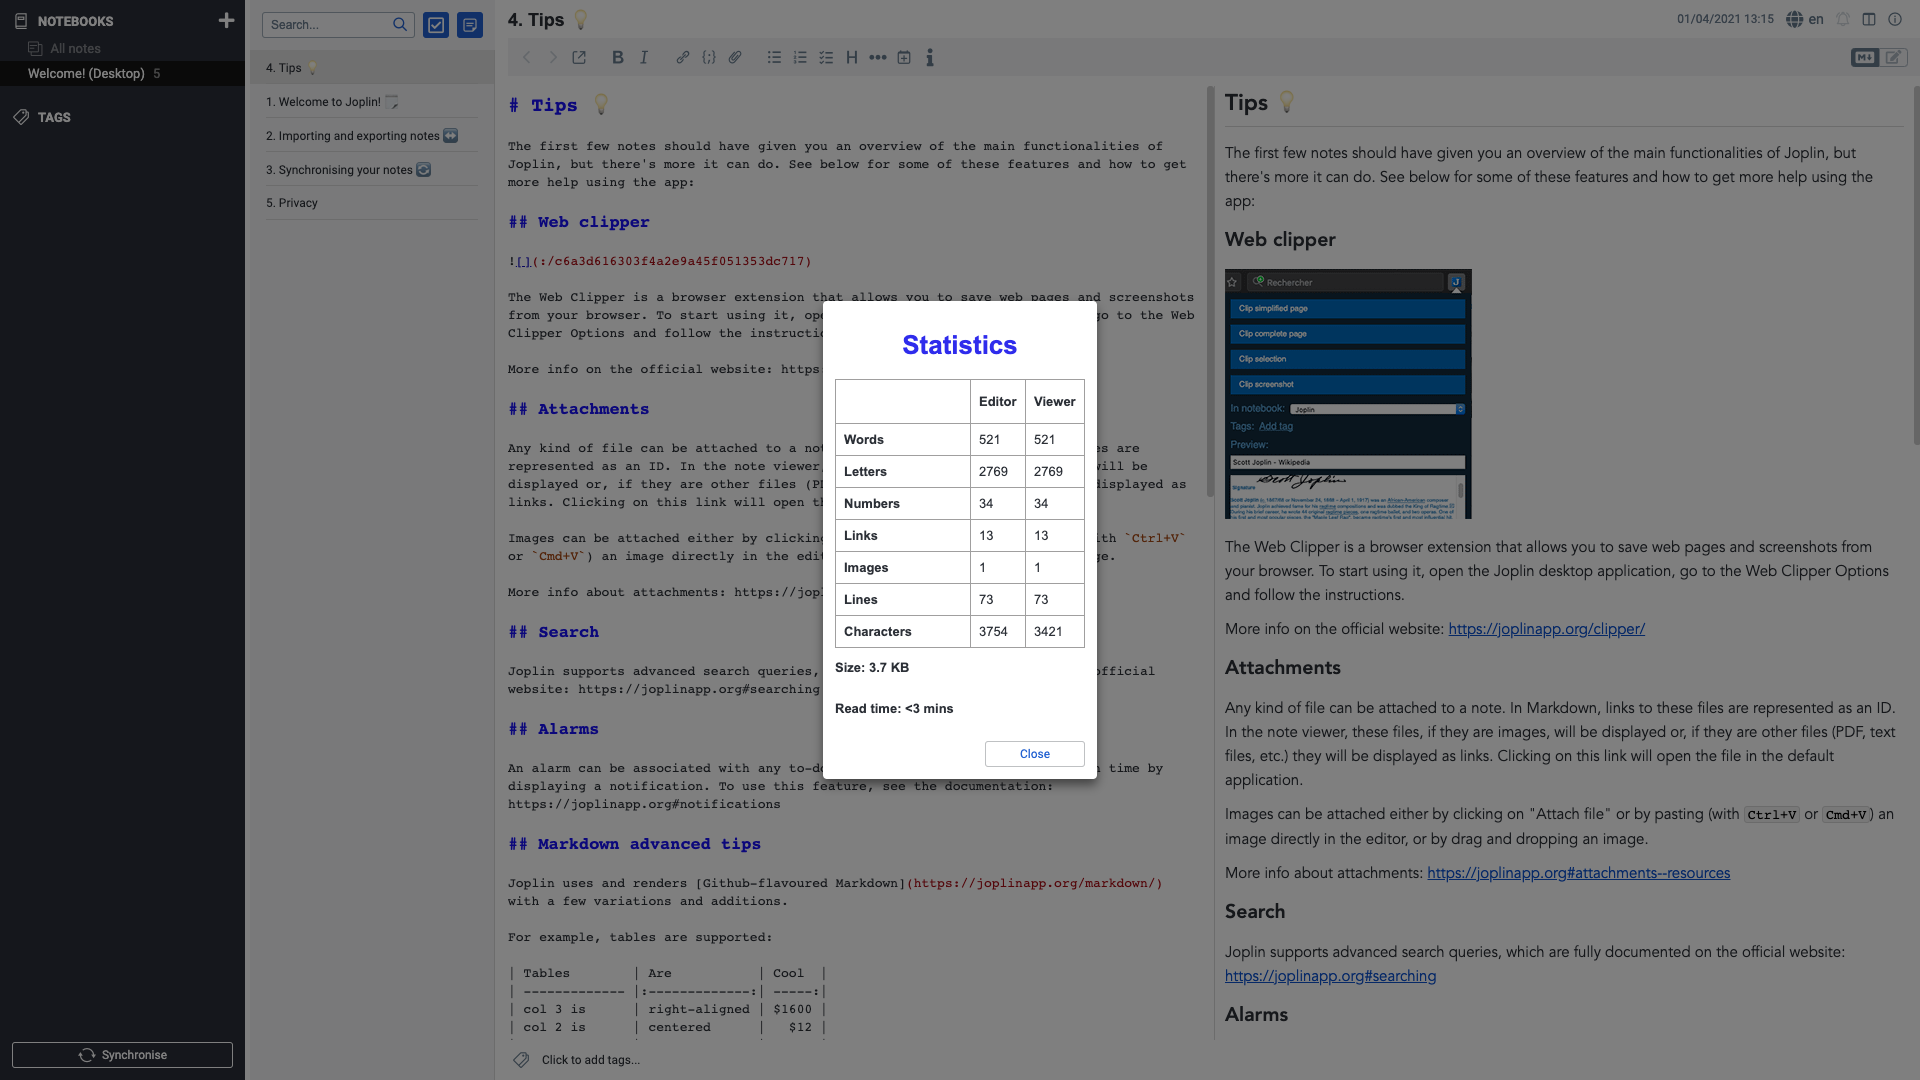 NOTEBOOKS
All notes
Welcome! (Desktop) 5
TAGS
Synchronise
Search...
4. Tips 💡
1. Welcome to Joplin! 🗒️
2. Importing and exporting notes ↔️
3. Synchronising your notes 🔄
5. Privacy
4. Tips 💡
01/04/2021 13:15
en
B I H M↓
# Tips 💡
The first few notes should have given you an overview of the main functionalities of
Joplin, but there's more it can do. See below for some of these features and how to get
more help using the app:
## Web clipper
![](:/c6a3d616303f4a2e9a45f051353dc717)
The Web Clipper is a browser extension that allows you to save web pages and screenshots
from your browser. To start using it, ope
go to the Web
Clipper Options and follow the instructio
More info on the official website: https
## Attachments
Any kind of file can be attached to a not
es are
represented as an ID. In the note viewer,
will be
displayed or, if they are other files (PD
displayed as
links. Clicking on this link will open th
Images can be attached either by clicking
ith `Ctrl+V`
or `Cmd+V`) an image directly in the edit
ge.
More info about attachments: https://jopl
## Search
Joplin supports advanced search queries,
official
website: https://joplinapp.org#searching
## Alarms
An alarm can be associated with any to-do
n time by
displaying a notification. To use this feature, see the documentation:
https://joplinapp.org#notifications
## Markdown advanced tips
Joplin uses and renders [Github-flavoured Markdown](https://joplinapp.org/markdown/)
with a few variations and additions.
For example, tables are supported:
| Tables | Are | Cool |
| ------------- |:-------------:| -----:|
| col 3 is | right-aligned | $1600 |
| col 2 is | centered | $12 |
Click to add tags...
Statistics
Editor Viewer
Words 521 521
Letters 2769 2769
Numbers 34 34
Links 13 13
Images 1 1
Lines 73 73
Characters 3754 3421
Size: 3.7 KB
Read time: <3 mins
Close
Tips 💡
The first few notes should have given you an overview of the main functionalities of Joplin, but
there's more it can do. See below for some of these features and how to get more help using the
app:
Web clipper
Rechercher
J
Clip simplified page
Clip complete page
Clip selection
Clip screenshot
In notebook: Joplin
Tags: Add tag
Preview:
Scott Joplin - Wikipedia
Scott Joplin
Signature
The Web Clipper is a browser extension that allows you to save web pages and screenshots from
your browser. To start using it, open the Joplin desktop application, go to the Web Clipper Options
and follow the instructions.
More info on the official website: https://joplinapp.org/clipper/
Attachments
Any kind of file can be attached to a note. In Markdown, links to these files are represented as an ID.
In the note viewer, these files, if they are images, will be displayed or, if they are other files (PDF, text
files, etc.) they will be displayed as links. Clicking on this link will open the file in the default
application.
Images can be attached either by clicking on "Attach file" or by pasting (with Ctrl+V or Cmd+V) an
image directly in the editor, or by drag and dropping an image.
More info about attachments: https://joplinapp.org#attachments--resources
Search
Joplin supports advanced search queries, which are fully documented on the official website:
https://joplinapp.org#searching
Alarms